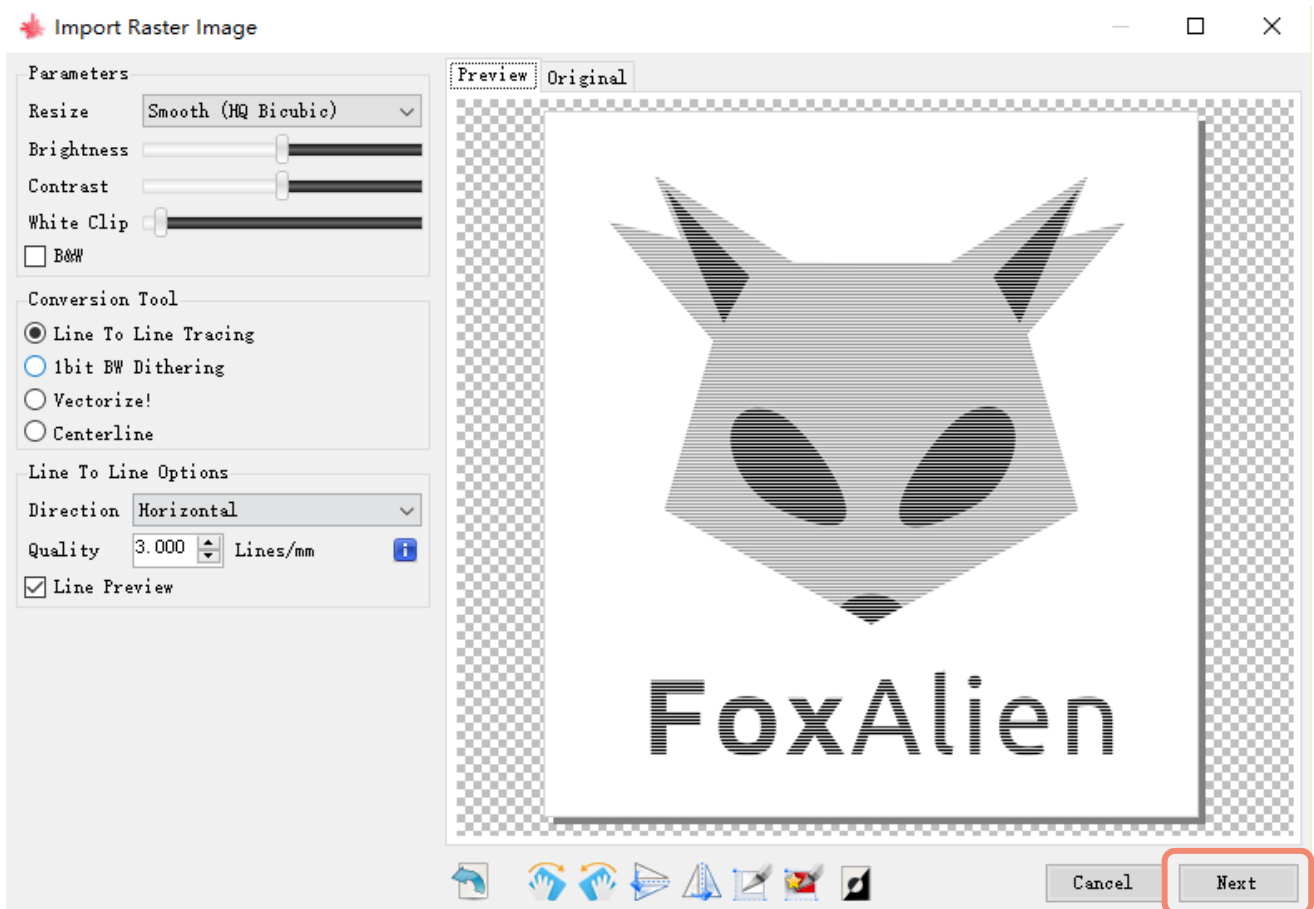 Import Raster Image
Parameters
Resize Smooth (HQ Bicubic)
Brightness
Contrast
White Clip
B&W
Conversion Tool
Line To Line Tracing
1bit BW Dithering
Vectorize!
Centerline
Line To Line Options
Direction Horizontal
Quality 3.000 Lines/mm
Line Preview
Preview Original
FoxAlien
Cancel Next